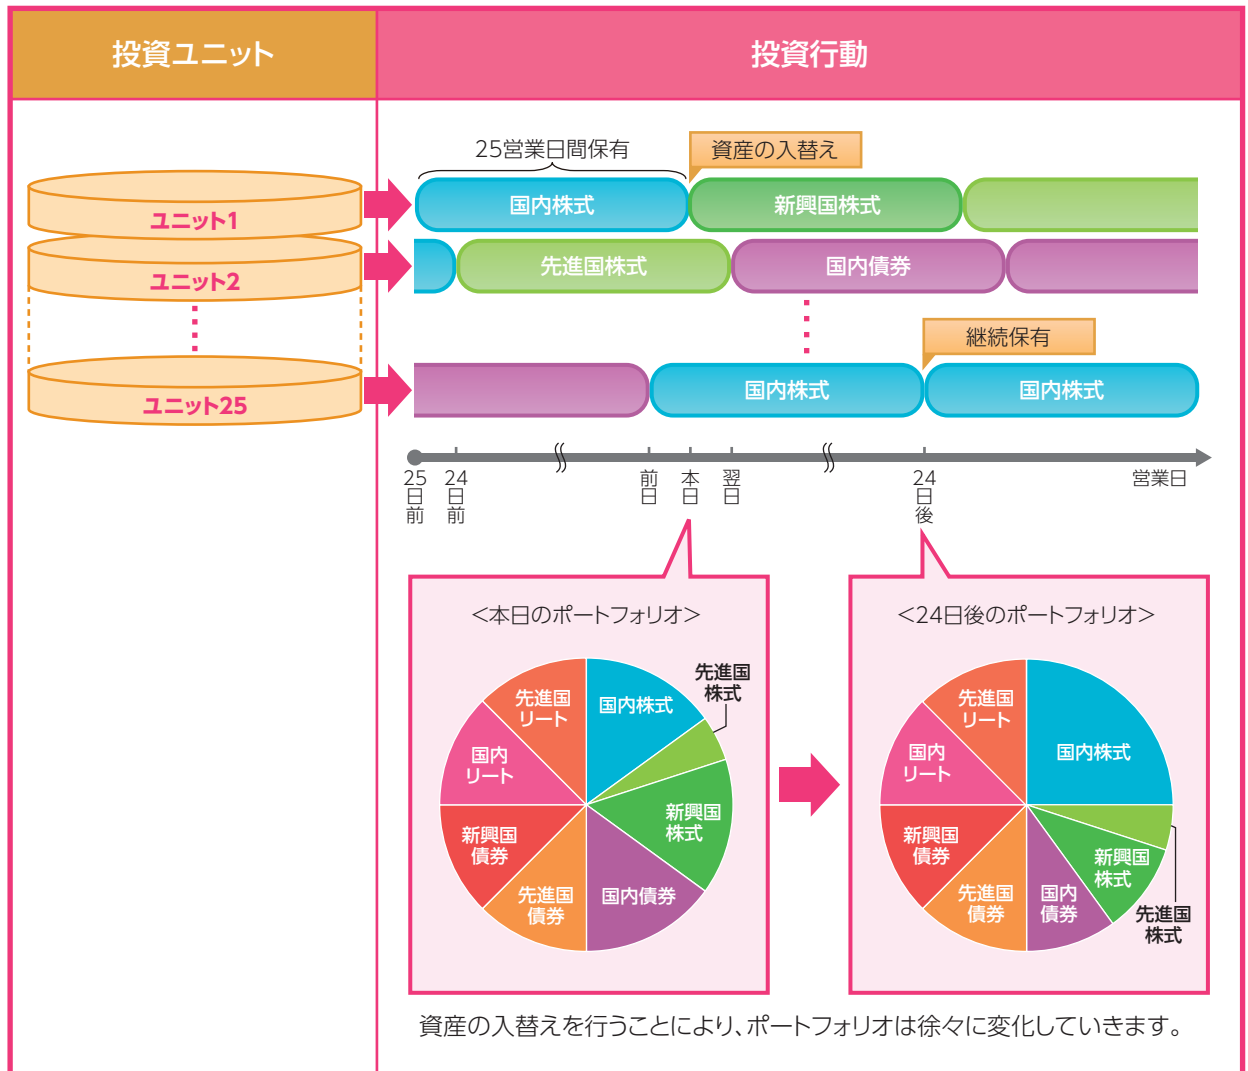 投資ユニット
投資行動
25営業日間保有
資産の入替え
ユニット1
国内株式
新興国株式
ユニット2
先進国株式
国内債券
継続保有
ユニット25
国内株式
国内株式
25日前
24日前
前日
本日
翌日
24日後
営業日
<本日のポートフォリオ>
国内株式
先進国
株式
新興国
株式
国内債券
先進国
債券
新興国
債券
国内
リート
先進国
リート
<24日後のポートフォリオ>
国内株式
先進国
株式
新興国
株式
国内
債券
先進国
債券
新興国
債券
国内
リート
先進国
リート
資産の入替えを行うことにより、ポートフォリオは徐々に変化していきます。